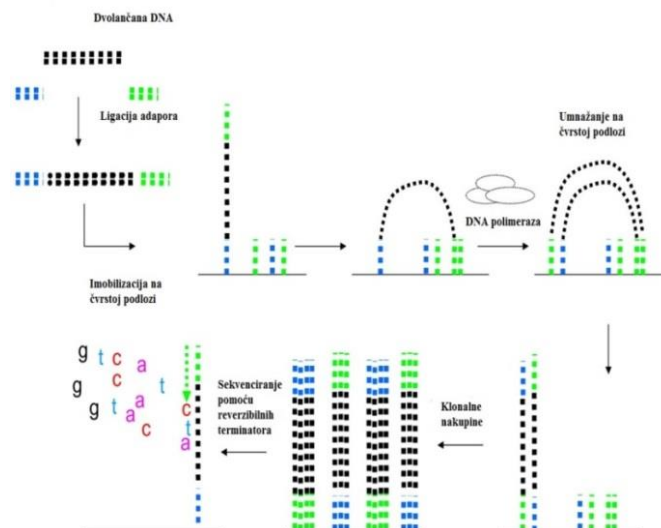 Dvolančana DNA
Ligacija adapora
Umnažanje na
čvrstoj podlozi
DNA polimeraza
Imobilizacija na
čvrstoj podlozi
g t c a
g c t
g t a a c
c
t
a
Sekvenciranje
pomoću
reverzibilnih
terminatora
Klonalne
nakupine